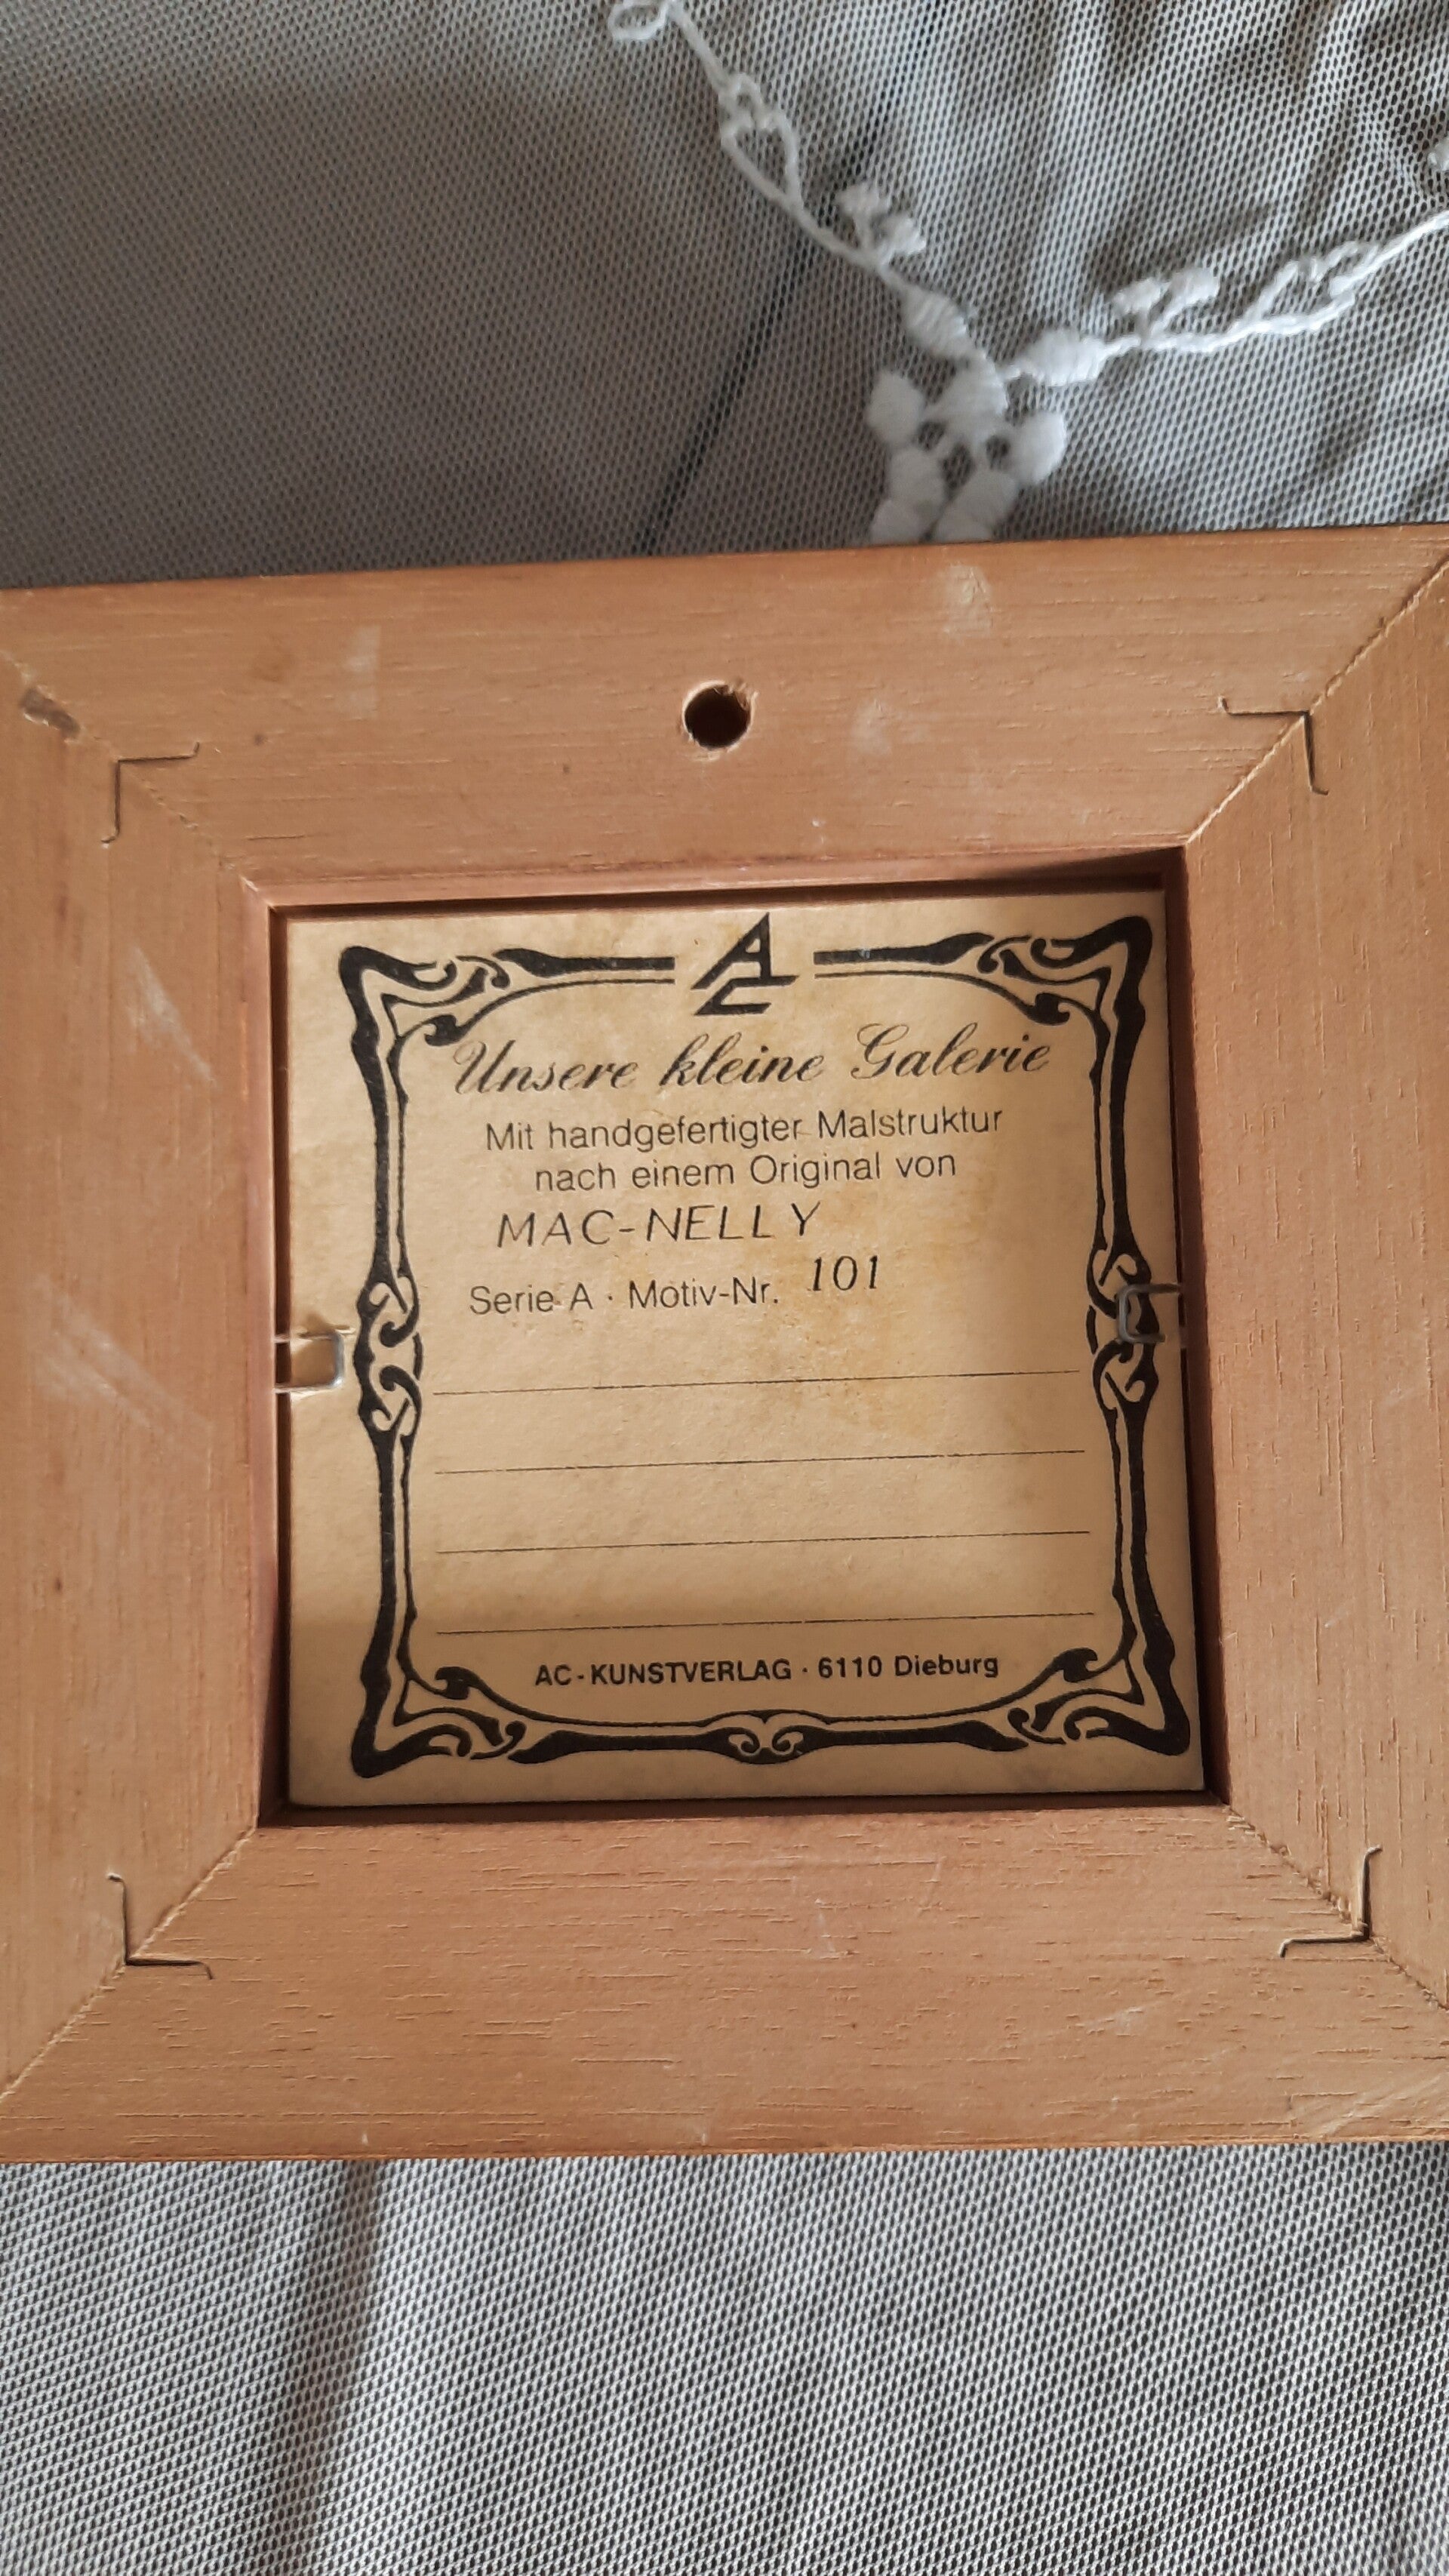 AC
Unsere kleine Galerie
Mit handgefertigter Malstruktur
nach einem Original von
MAC-NELLY
Serie A · Motiv-Nr. 101
AC-KUNSTVERLAG · 6110 Dieburg